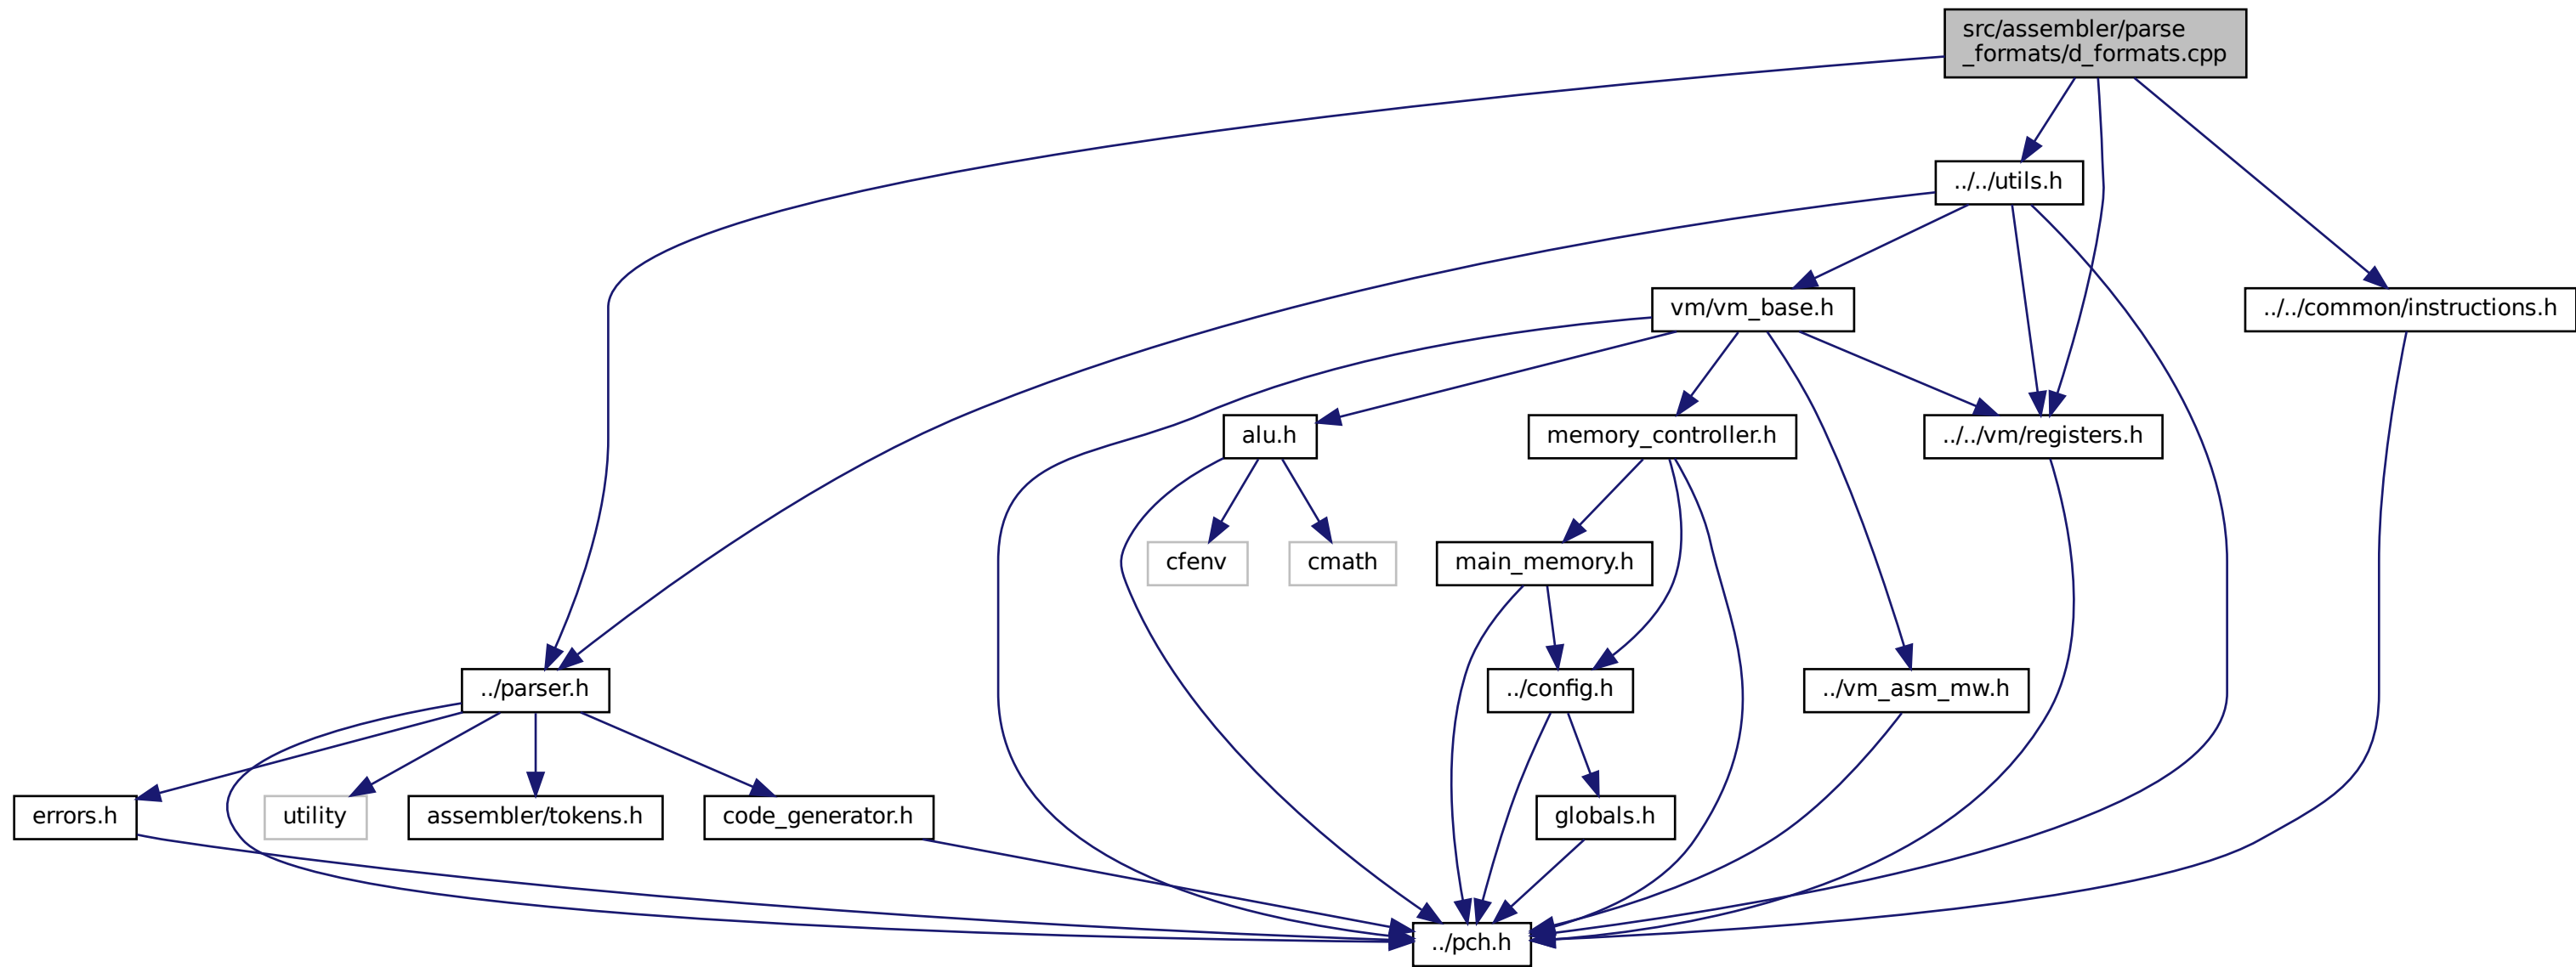 src/assembler/parse
_formats/d_formats.cpp
../../utils.h
vm/vm_base.h
../../common/instructions.h
alu.h
memory_controller.h
../../vm/registers.h
cfenv
cmath
main_memory.h
../parser.h
../config.h
../vm_asm_mw.h
errors.h
utility
assembler/tokens.h
code_generator.h
globals.h
../pch.h